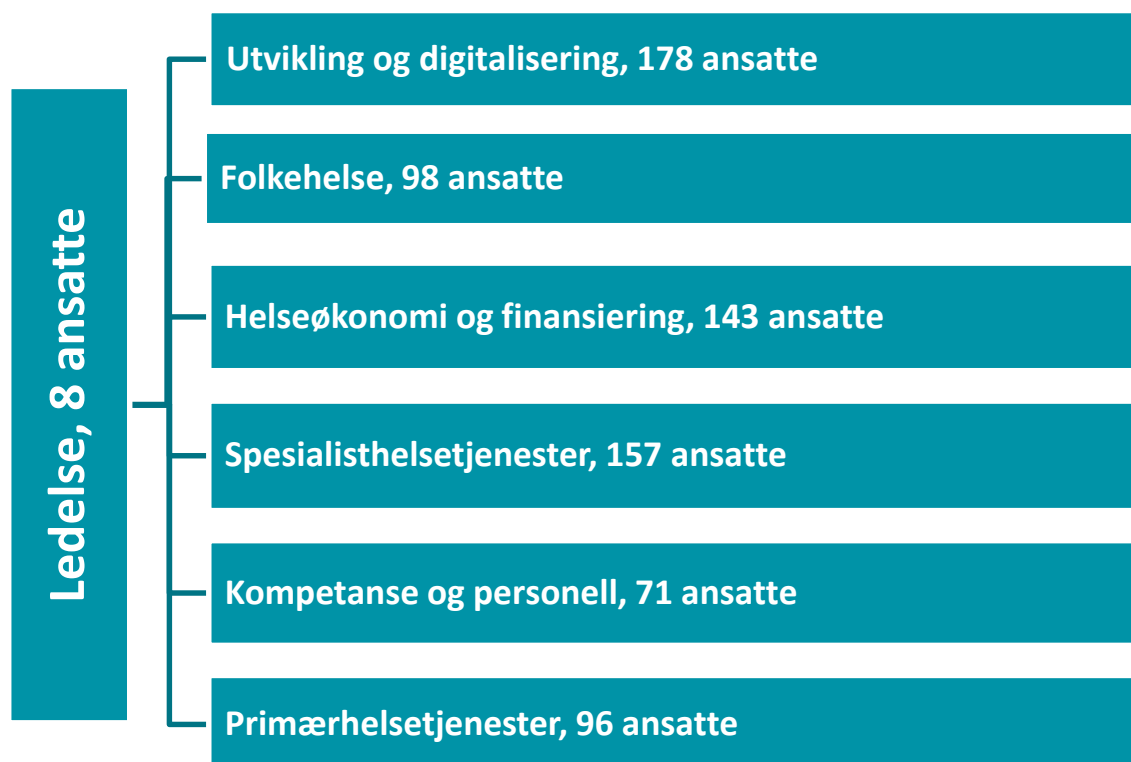 Ledelse, 8 ansatte
Utvikling og digitalisering, 178 ansatte
Folkehelse, 98 ansatte
Helseøkonomi og finansiering, 143 ansatte
Spesialisthelsetjenester, 157 ansatte
Kompetanse og personell, 71 ansatte
Primærhelsetjenester, 96 ansatte